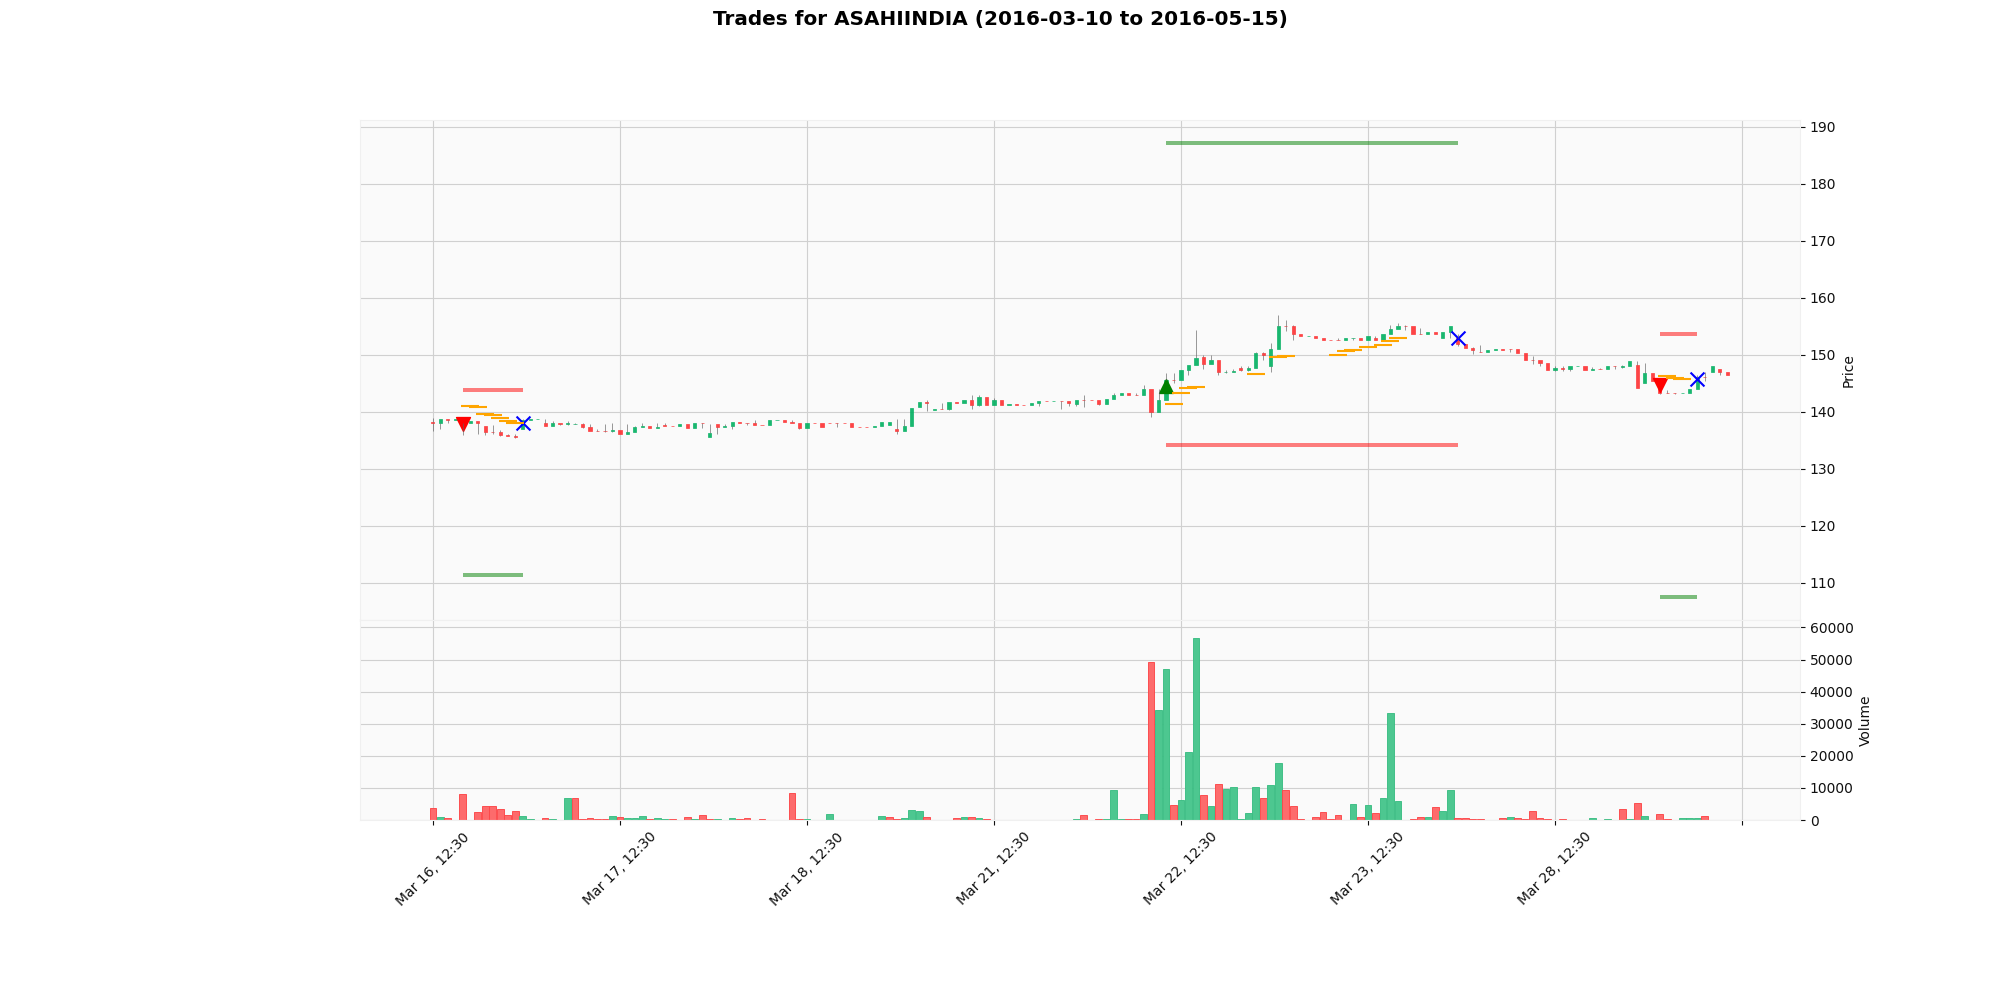 Trades for ASAHIINDIA (2016-03-10 to 2016-05-15)
190
180
170
160
150
140
130
120
110
Price
60000
50000
40000
30000
20000
10000
0
Volume
Mar 16, 12:30
Mar 17, 12:30
Mar 18, 12:30
Mar 21, 12:30
Mar 22, 12:30
Mar 23, 12:30
Mar 28, 12:30